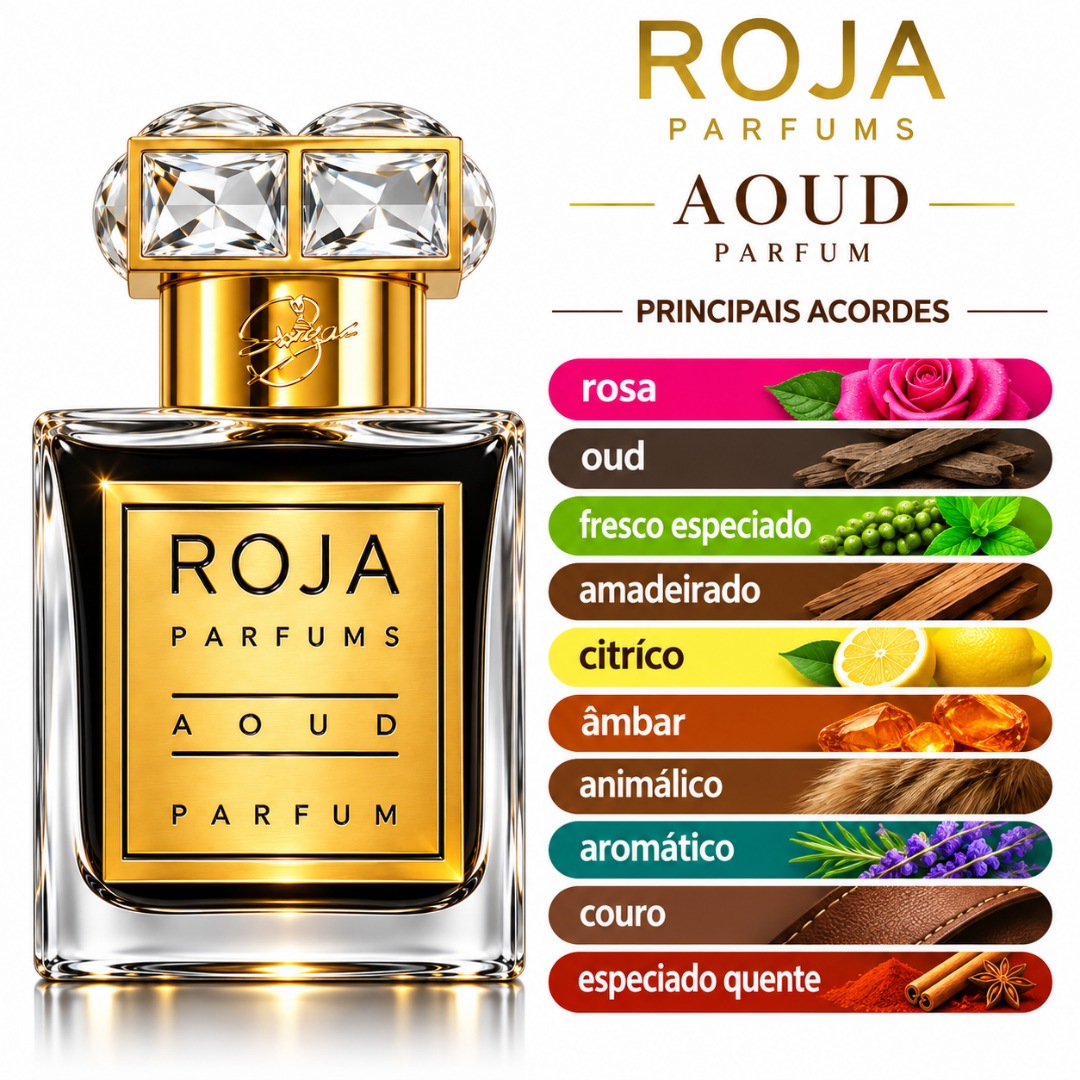 ROJA
PARFUMS
AOUD
PARFUM
PRINCIPAIS ACORDES
rosa
oud
fresco especiado
amadeirado
citríco
âmbar
animálico
aromático
couro
especiado quente
ROJA
PARFUMS
AOUD
PARFUM